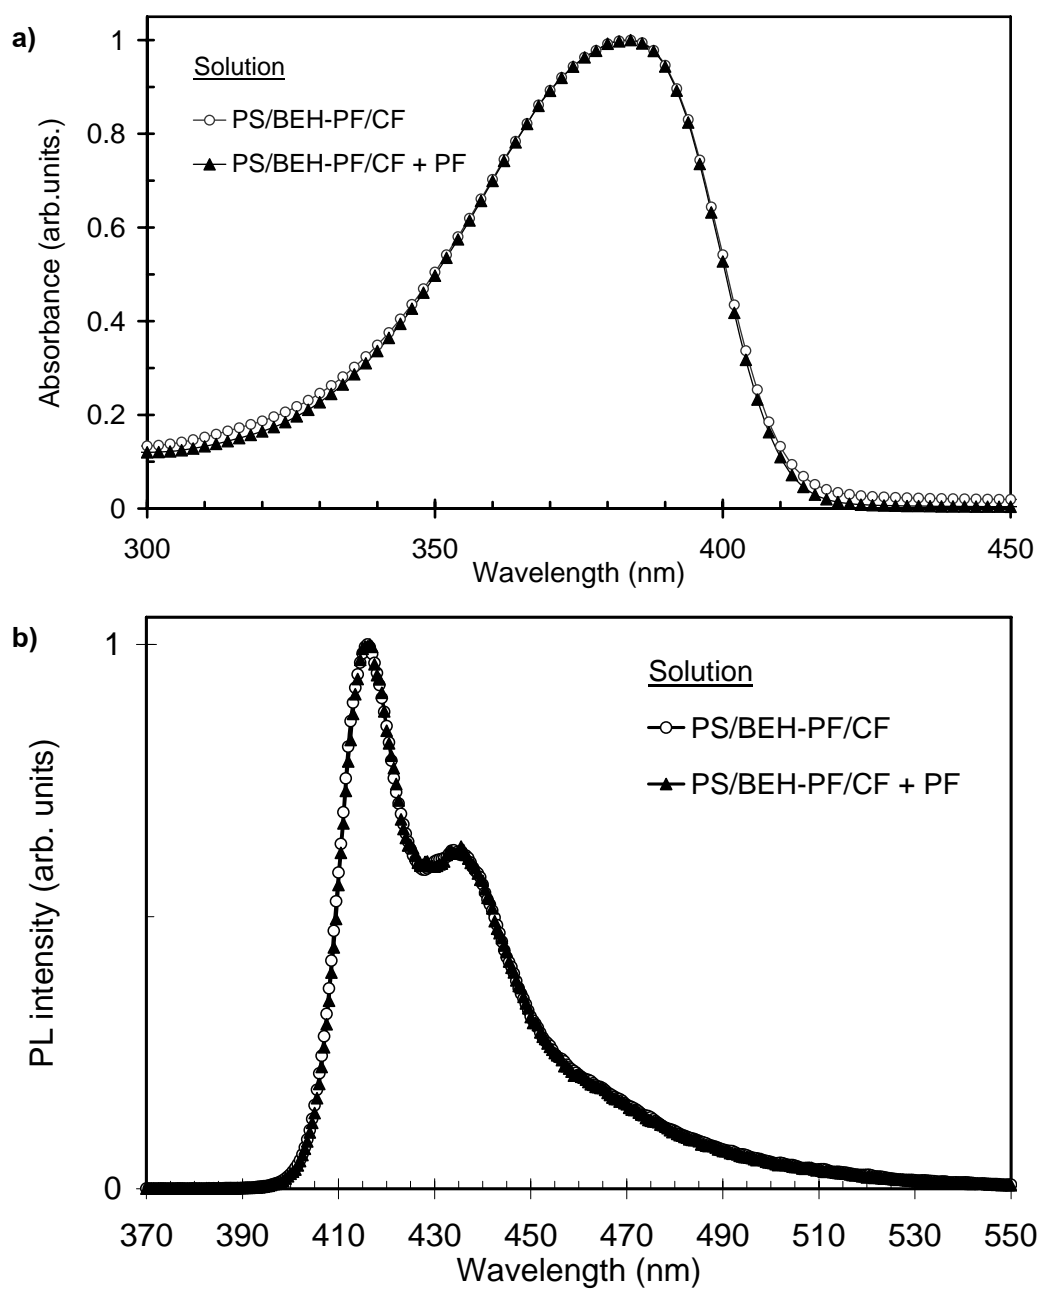 a)
Solution
PS/BEH-PF/CF
PS/BEH-PF/CF + PF
Absorbance (arb.units.)
1
0.8
0.6
0.4
0.2
0
300 350 400 450
Wavelength (nm)
b)
Solution
PS/BEH-PF/CF
PS/BEH-PF/CF + PF
PL intensity (arb. units)
1
0
370 390 410 430 450 470 490 510 530 550
Wavelength (nm)